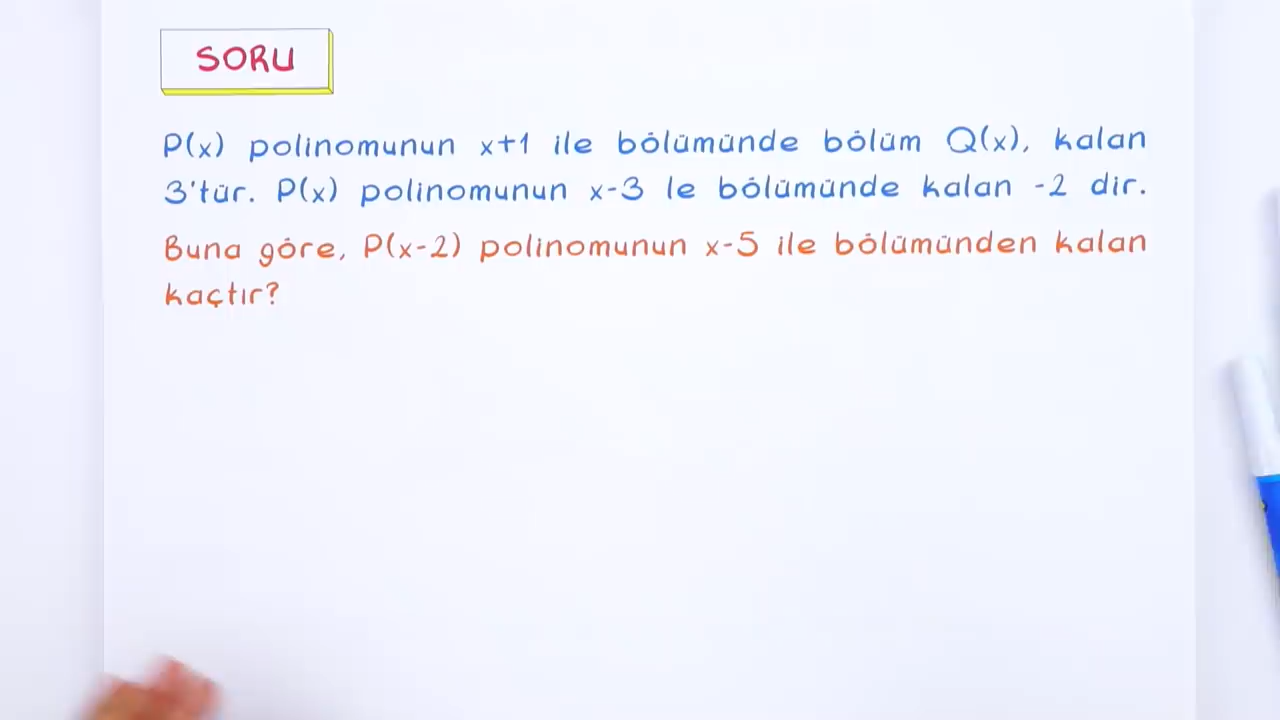 SORU
P(x) polinomunun x+1 ile bölümünde bölüm Q(x), kalan
3'tür. P(x) polinomunun x-3 le bölümünde kalan -2 dir.
Buna göre, P(x-2) polinomunun x-5 ile bölümünden kalan
kaçtır?